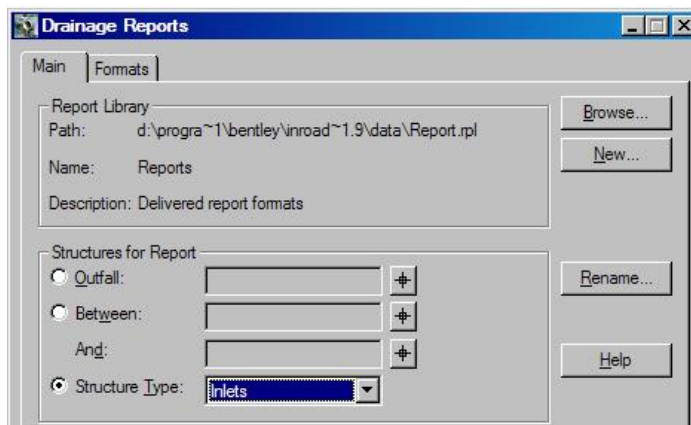 Drainage Reports
Main Formats
Report Library
Path: d:\progra~1\bentley\inroad~1.9\data\Report.rpl
Name: Reports
Description: Delivered report formats
Browse...
New...
Structures for Report
Outfall:
Between:
And:
Structure Type: Inlets
Rename...
Help